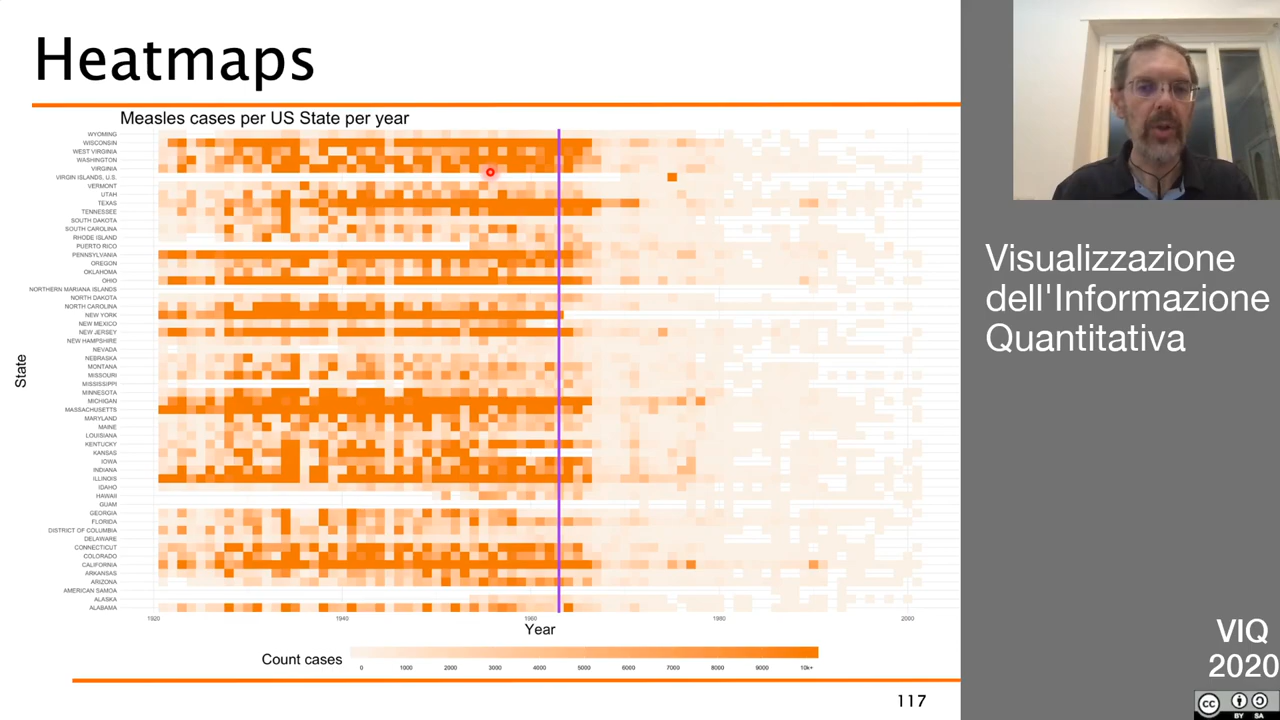 Heatmaps
Measles cases per US State per year
WYOMING
WISCONSIN
WEST VIRGINIA
WASHINGTON
VIRGINIA
VIRGIN ISLANDS, U.S.
VERMONT
UTAH
TEXAS
TENNESSEE
SOUTH DAKOTA
SOUTH CAROLINA
RHODE ISLAND
PUERTO RICO
PENNSYLVANIA
OREGON
OKLAHOMA
OHIO
NORTHERN MARIANA ISLANDS
NORTH DAKOTA
NORTH CAROLINA
NEW YORK
NEW MEXICO
NEW JERSEY
NEW HAMPSHIRE
NEVADA
NEBRASKA
MONTANA
MISSOURI
MISSISSIPPI
MINNESOTA
MICHIGAN
MASSACHUSETTS
MARYLAND
MAINE
LOUISIANA
KENTUCKY
KANSAS
IOWA
INDIANA
ILLINOIS
IDAHO
HAWAII
GUAM
GEORGIA
FLORIDA
DISTRICT OF COLUMBIA
DELAWARE
CONNECTICUT
COLORADO
CALIFORNIA
ARKANSAS
ARIZONA
AMERICAN SAMOA
ALASKA
ALABAMA
State
1920 1940 1960 1980 2000
Year
Count cases
0 1000 2000 3000 4000 5000 6000 7000 8000 9000 10k+
117
Visualizzazione
dell'Informazione
Quantitativa
VIQ
2020
CC BY SA